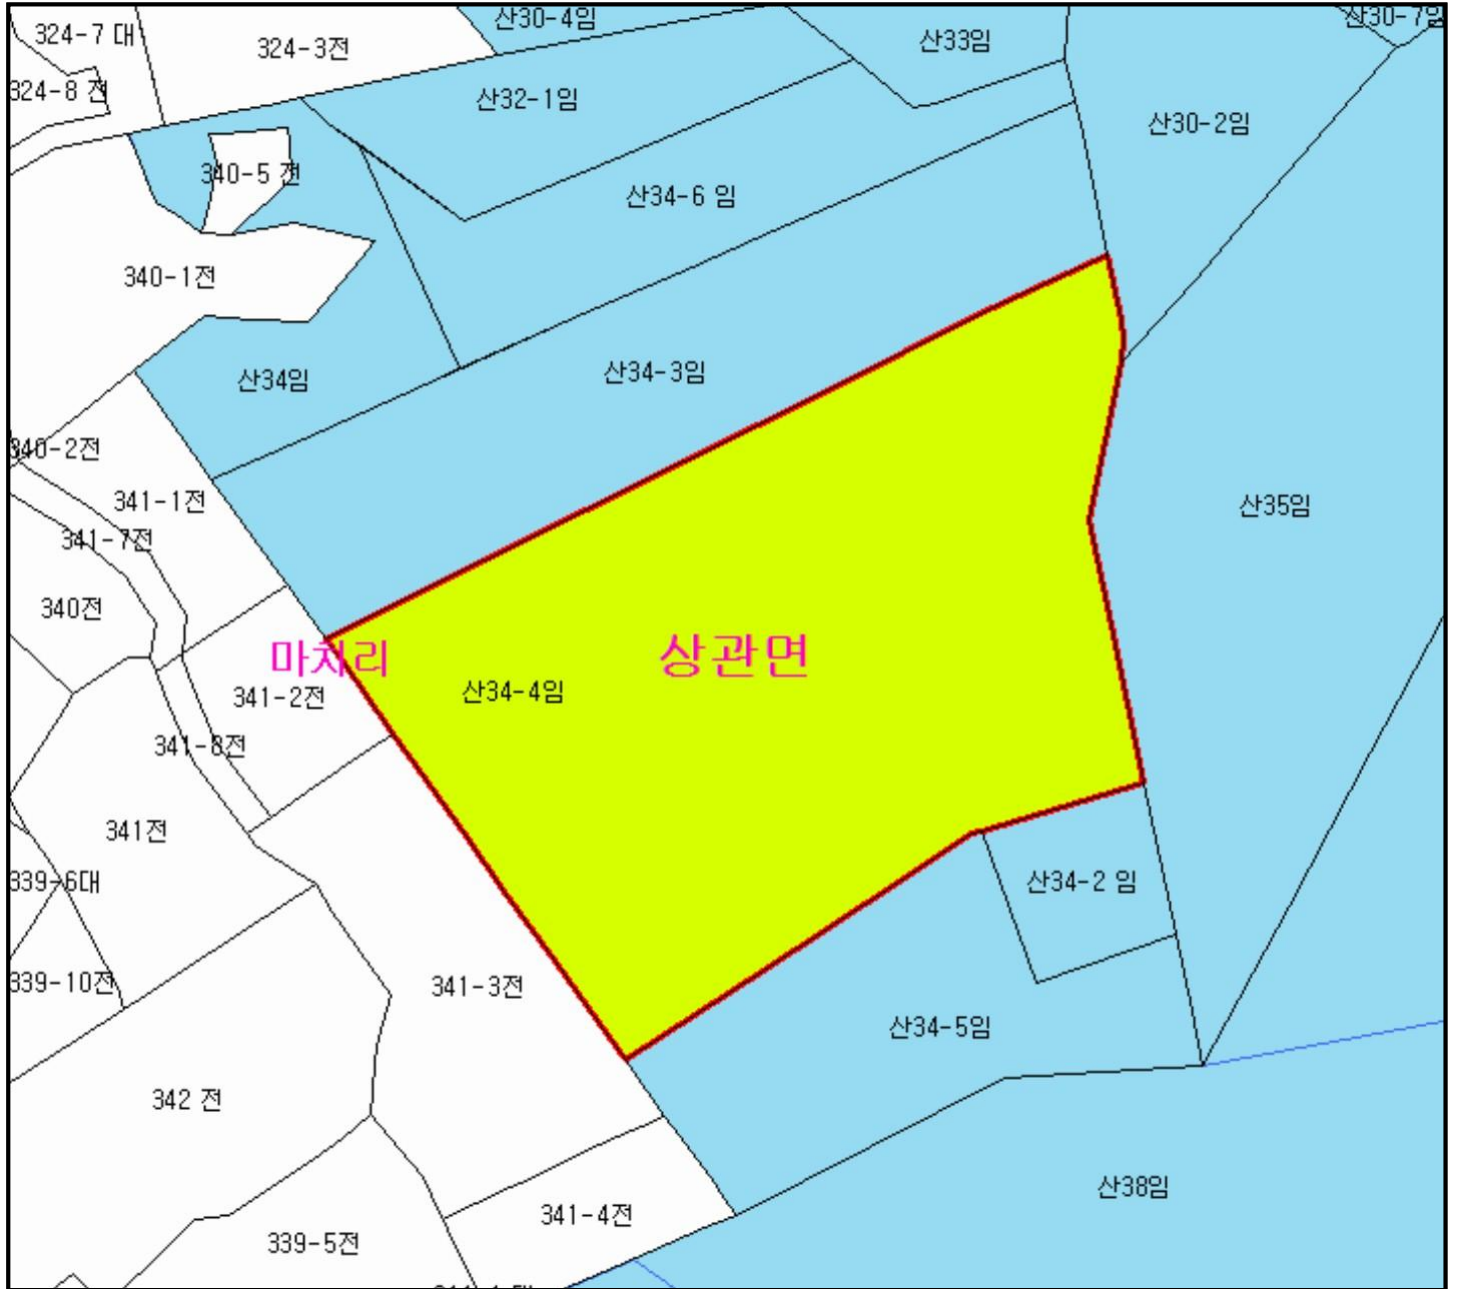 산30-4임
산30-7임
324-7 대
324-3전
산33임
324-8 전
산32-1임
산30-2임
340-5 전
산34-6 임
340-1전
산34임
산34-3임
340-2전
341-1전
산35임
341-7전
340전
마치리
상관면
341-2전
산34-4임
341-8전
341전
339-6대
산34-2 임
339-10전
341-3전
산34-5임
342 전
산38임
341-4전
339-5전